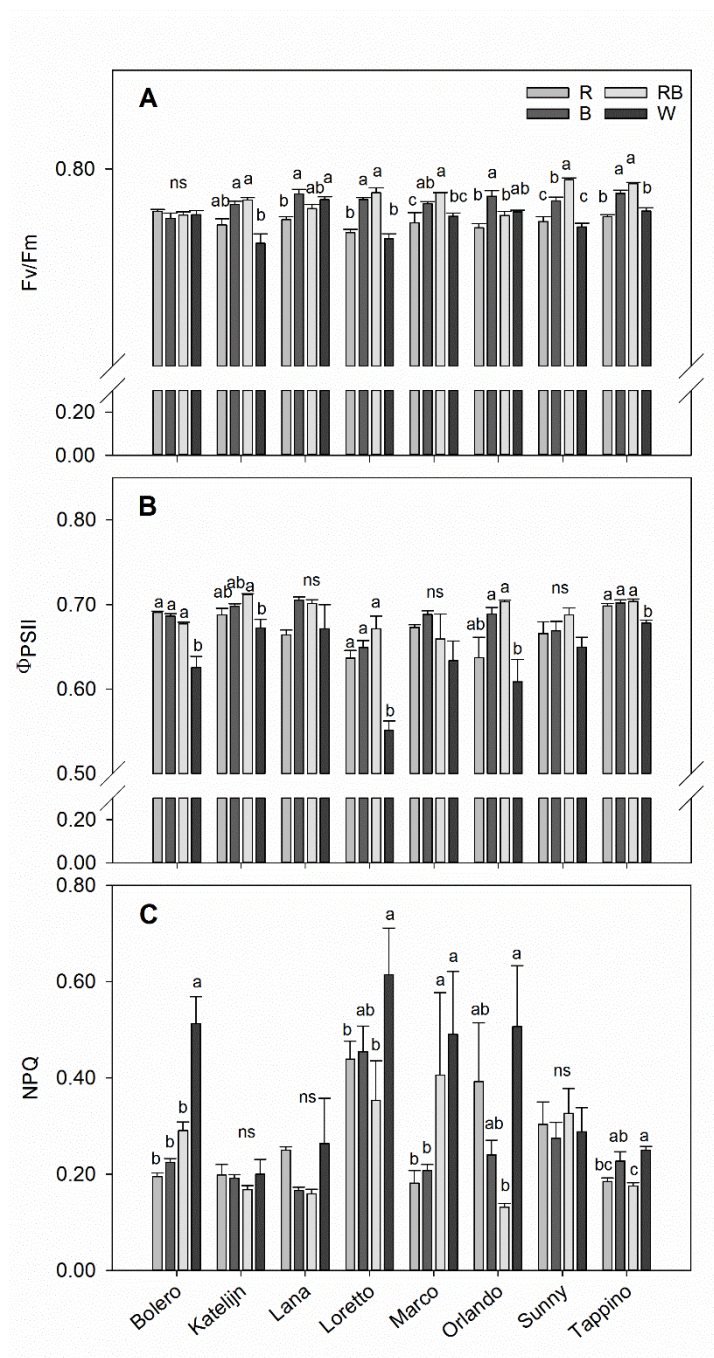 A
R RB
B W
0.80
ns
ab a a b
b a ab a
b a a b
c ab a bc
b a b ab
c b a c
b a a b
Fv/Fm
0.20
0.00
B
0.80
a a a b
ab ab a b
ns
a a a b
ns
ab a a b
ns
a a a b
0.70
0.60
0.50
ΦPSII
0.20
0.00
0.80
C
b b b a
ns
ns
b ab b a
b b a a
ab ab b a
ns
bc ab c a
0.60
0.40
0.20
0.00
NPQ
Bolero
Katelijn
Lana
Loretto
Marco
Orlando
Sunny
Tappino